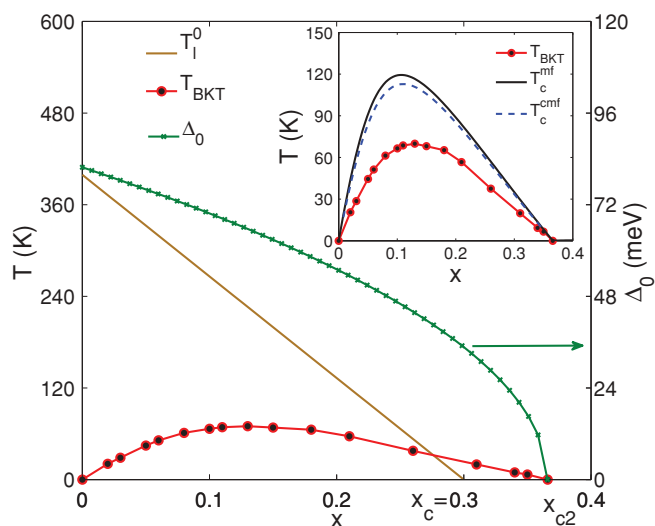 600
480
360
240
120
0
T (K)
T_l^0
T_BKT
Δ_0
150
120
90
60
30
0
T (K)
T_BKT
T_c^mf
T_c^cmf
0
0.1
0.2
0.3
0.4
x
120
96
72
48
24
0
Δ_0 (meV)
0
0.1
0.2
x_c=0.3
0.4
x
x_c2